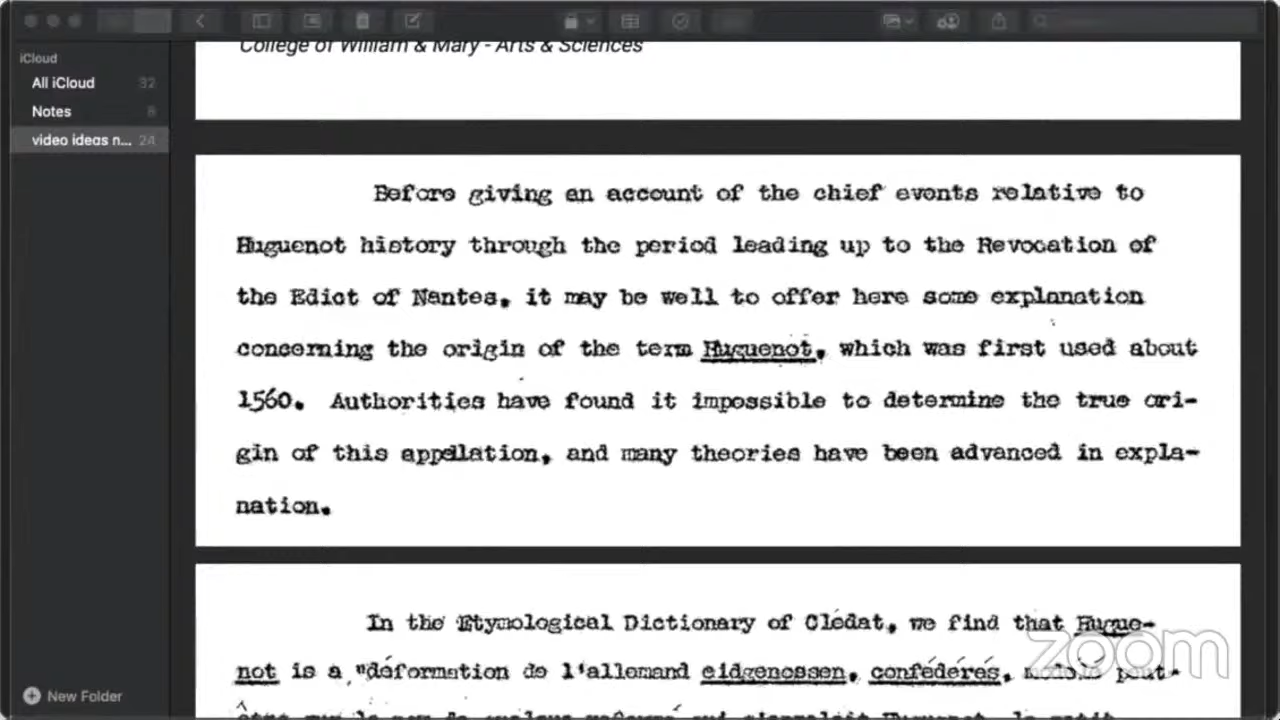 iCloud
All iCloud 32
Notes 8
video ideas n... 24
College of William & Mary - Arts & Sciences
Before giving an account of the chief events relative to
Huguenot history through the period leading up to the Revocation of
the Edict of Nantes, it may be well to offer here some explanation
concerning the origin of the term Huguenot, which was first used about
1560. Authorities have found it impossible to determine the true ori-
gin of this appellation, and many theories have been advanced in expla-
nation.
In the Etymological Dictionary of Clédat, we find that Hugue-
not is a "déformation de l'allemand eidgenossen, confédérés,
New Folder
zoom